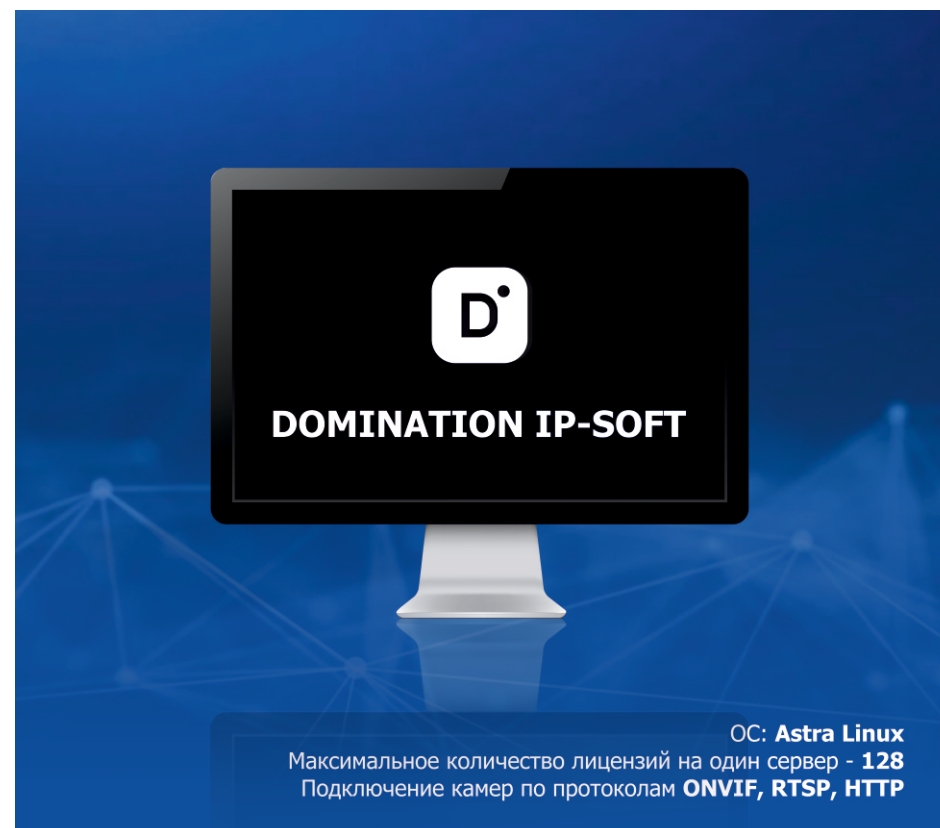 D
DOMINATION IP-SOFT
ОС: Astra Linux
Максимальное количество лицензий на один сервер - 128
Подключение камер по протоколам ONVIF, RTSP, HTTP